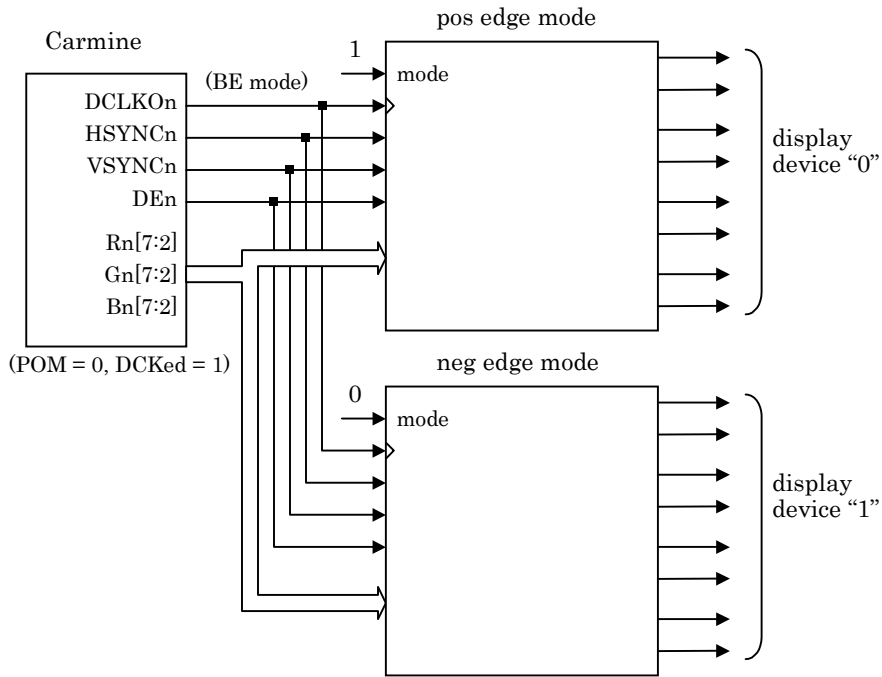 pos edge mode
Carmine
1
mode
(BE mode)
DCLKOn
HSYNCn
VSYNCn
DEn
Rn[7:2]
Gn[7:2]
Bn[7:2]
display
device “0”
(POM = 0, DCKed = 1)
neg edge mode
0
mode
display
device “1”